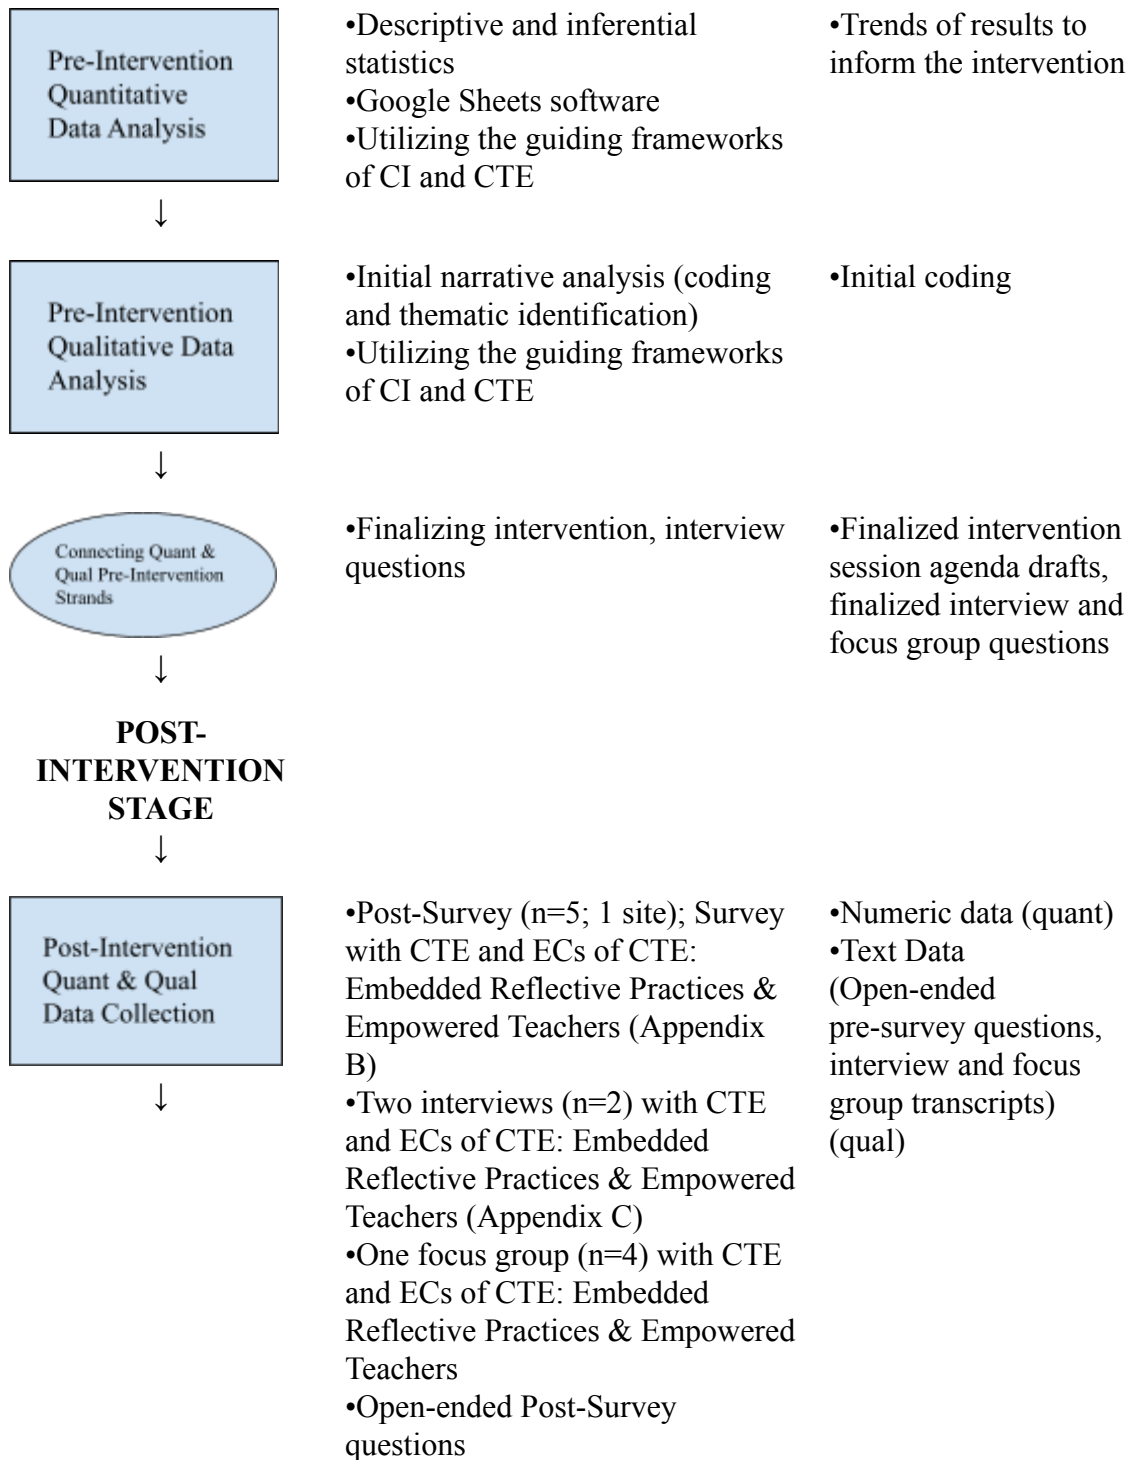 Pre-Intervention
Quantitative
Data Analysis
•Descriptive and inferential
statistics
•Google Sheets software
•Utilizing the guiding frameworks
of CI and CTE
•Trends of results to
inform the intervention
↓
Pre-Intervention
Qualitative Data
Analysis
•Initial narrative analysis (coding
and thematic identification)
•Utilizing the guiding frameworks
of CI and CTE
•Initial coding
↓
Connecting Quant &
Qual Pre-Intervention
Strands
•Finalizing intervention, interview
questions
•Finalized intervention
session agenda drafts,
finalized interview and
focus group questions
↓
POST-
INTERVENTION
STAGE
↓
Post-Intervention
Quant & Qual
Data Collection
•Post-Survey (n=5; 1 site); Survey
with CTE and ECs of CTE:
Embedded Reflective Practices &
Empowered Teachers (Appendix
B)
•Two interviews (n=2) with CTE
and ECs of CTE: Embedded
Reflective Practices & Empowered
Teachers (Appendix C)
•One focus group (n=4) with CTE
and ECs of CTE: Embedded
Reflective Practices & Empowered
Teachers
•Open-ended Post-Survey
questions
•Numeric data (quant)
•Text Data
(Open-ended
pre-survey questions,
interview and focus
group transcripts)
(qual)
↓